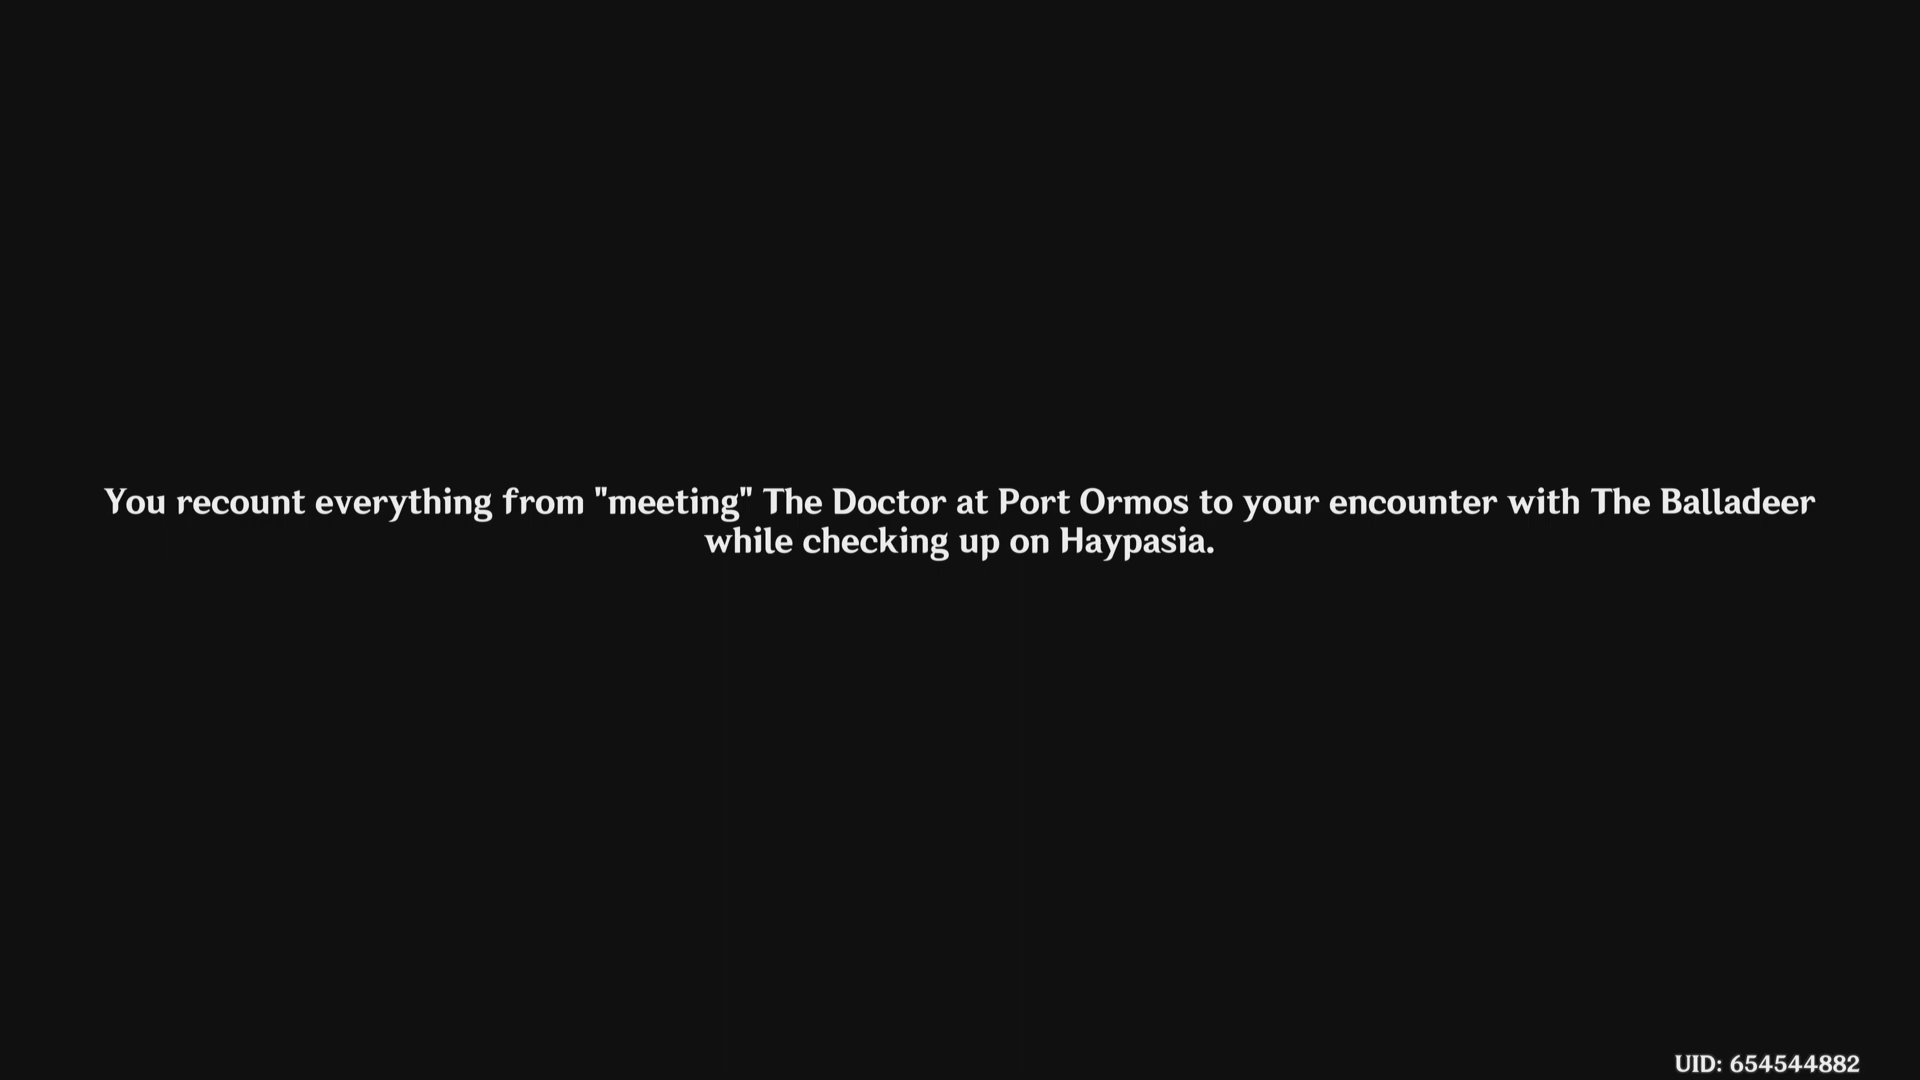 You recount everything from "meeting" The Doctor at Port Ormos to your encounter with The Balladeer
while checking up on Haypasia.
UID: 654544882